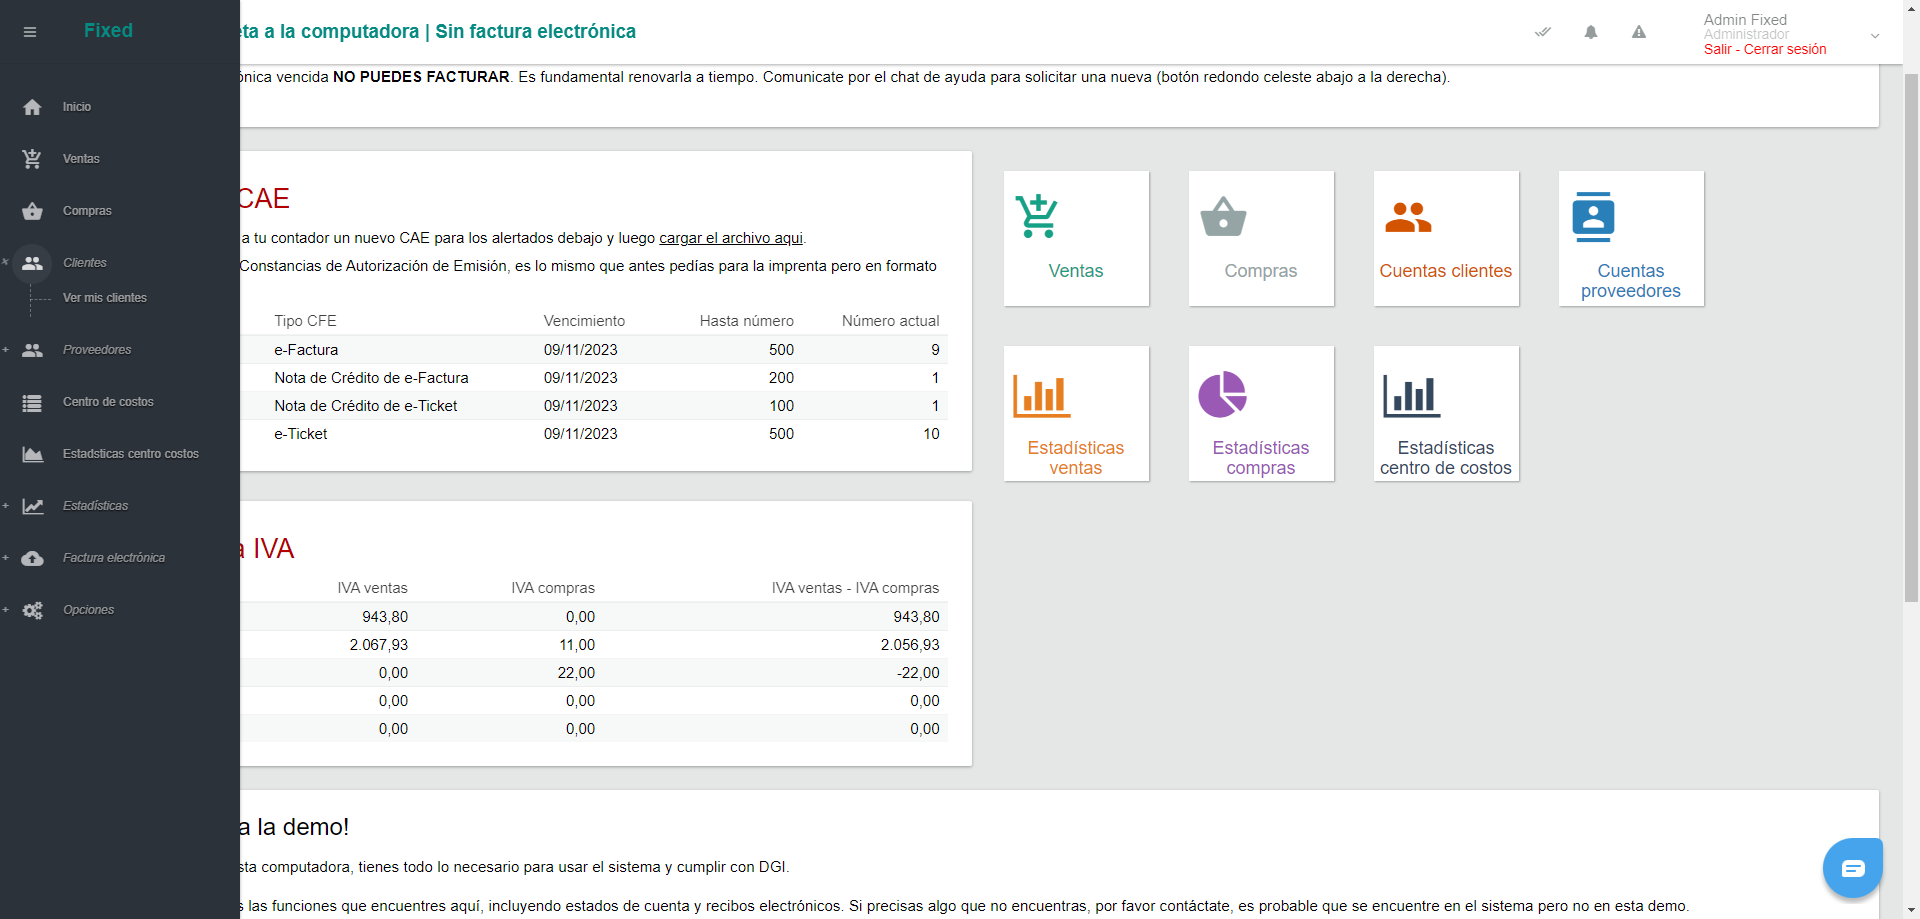 Fixed
eta a la computadora | Sin factura electrónica
Admin Fixed
Administrador
Salir - Cerrar sesión
ónica vencida NO PUEDES FACTURAR. Es fundamental renovarla a tiempo. Comunicate por el chat de ayuda para solicitar una nueva (botón redondo celeste abajo a la derecha).
Inicio
Ventas
Compras
Clientes
Ver mis clientes
Proveedores
Centro de costos
Estadsticas centro costos
Estadísticas
Factura electrónica
Opciones
CAE
a tu contador un nuevo CAE para los alertados debajo y luego cargar el archivo aqui.
Constancias de Autorización de Emisión, es lo mismo que antes pedías para la imprenta pero en formato
Tipo CFE Vencimiento Hasta número Número actual
e-Factura 09/11/2023 500 9
Nota de Crédito de e-Factura 09/11/2023 200 1
Nota de Crédito de e-Ticket 09/11/2023 100 1
e-Ticket 09/11/2023 500 10
Ventas
Compras
Cuentas clientes
Cuentas
proveedores
Estadísticas
ventas
Estadísticas
compras
Estadísticas
centro de costos
a IVA
IVA ventas IVA compras IVA ventas - IVA compras
943,80 0,00 943,80
2.067,93 11,00 2.056,93
0,00 22,00 -22,00
0,00 0,00 0,00
0,00 0,00 0,00
a la demo!
sta computadora, tienes todo lo necesario para usar el sistema y cumplir con DGI.
s las funciones que encuentres aquí, incluyendo estados de cuenta y recibos electrónicos. Si precisas algo que no encuentras, por favor contáctate, es probable que se encuentre en el sistema pero no en esta demo.